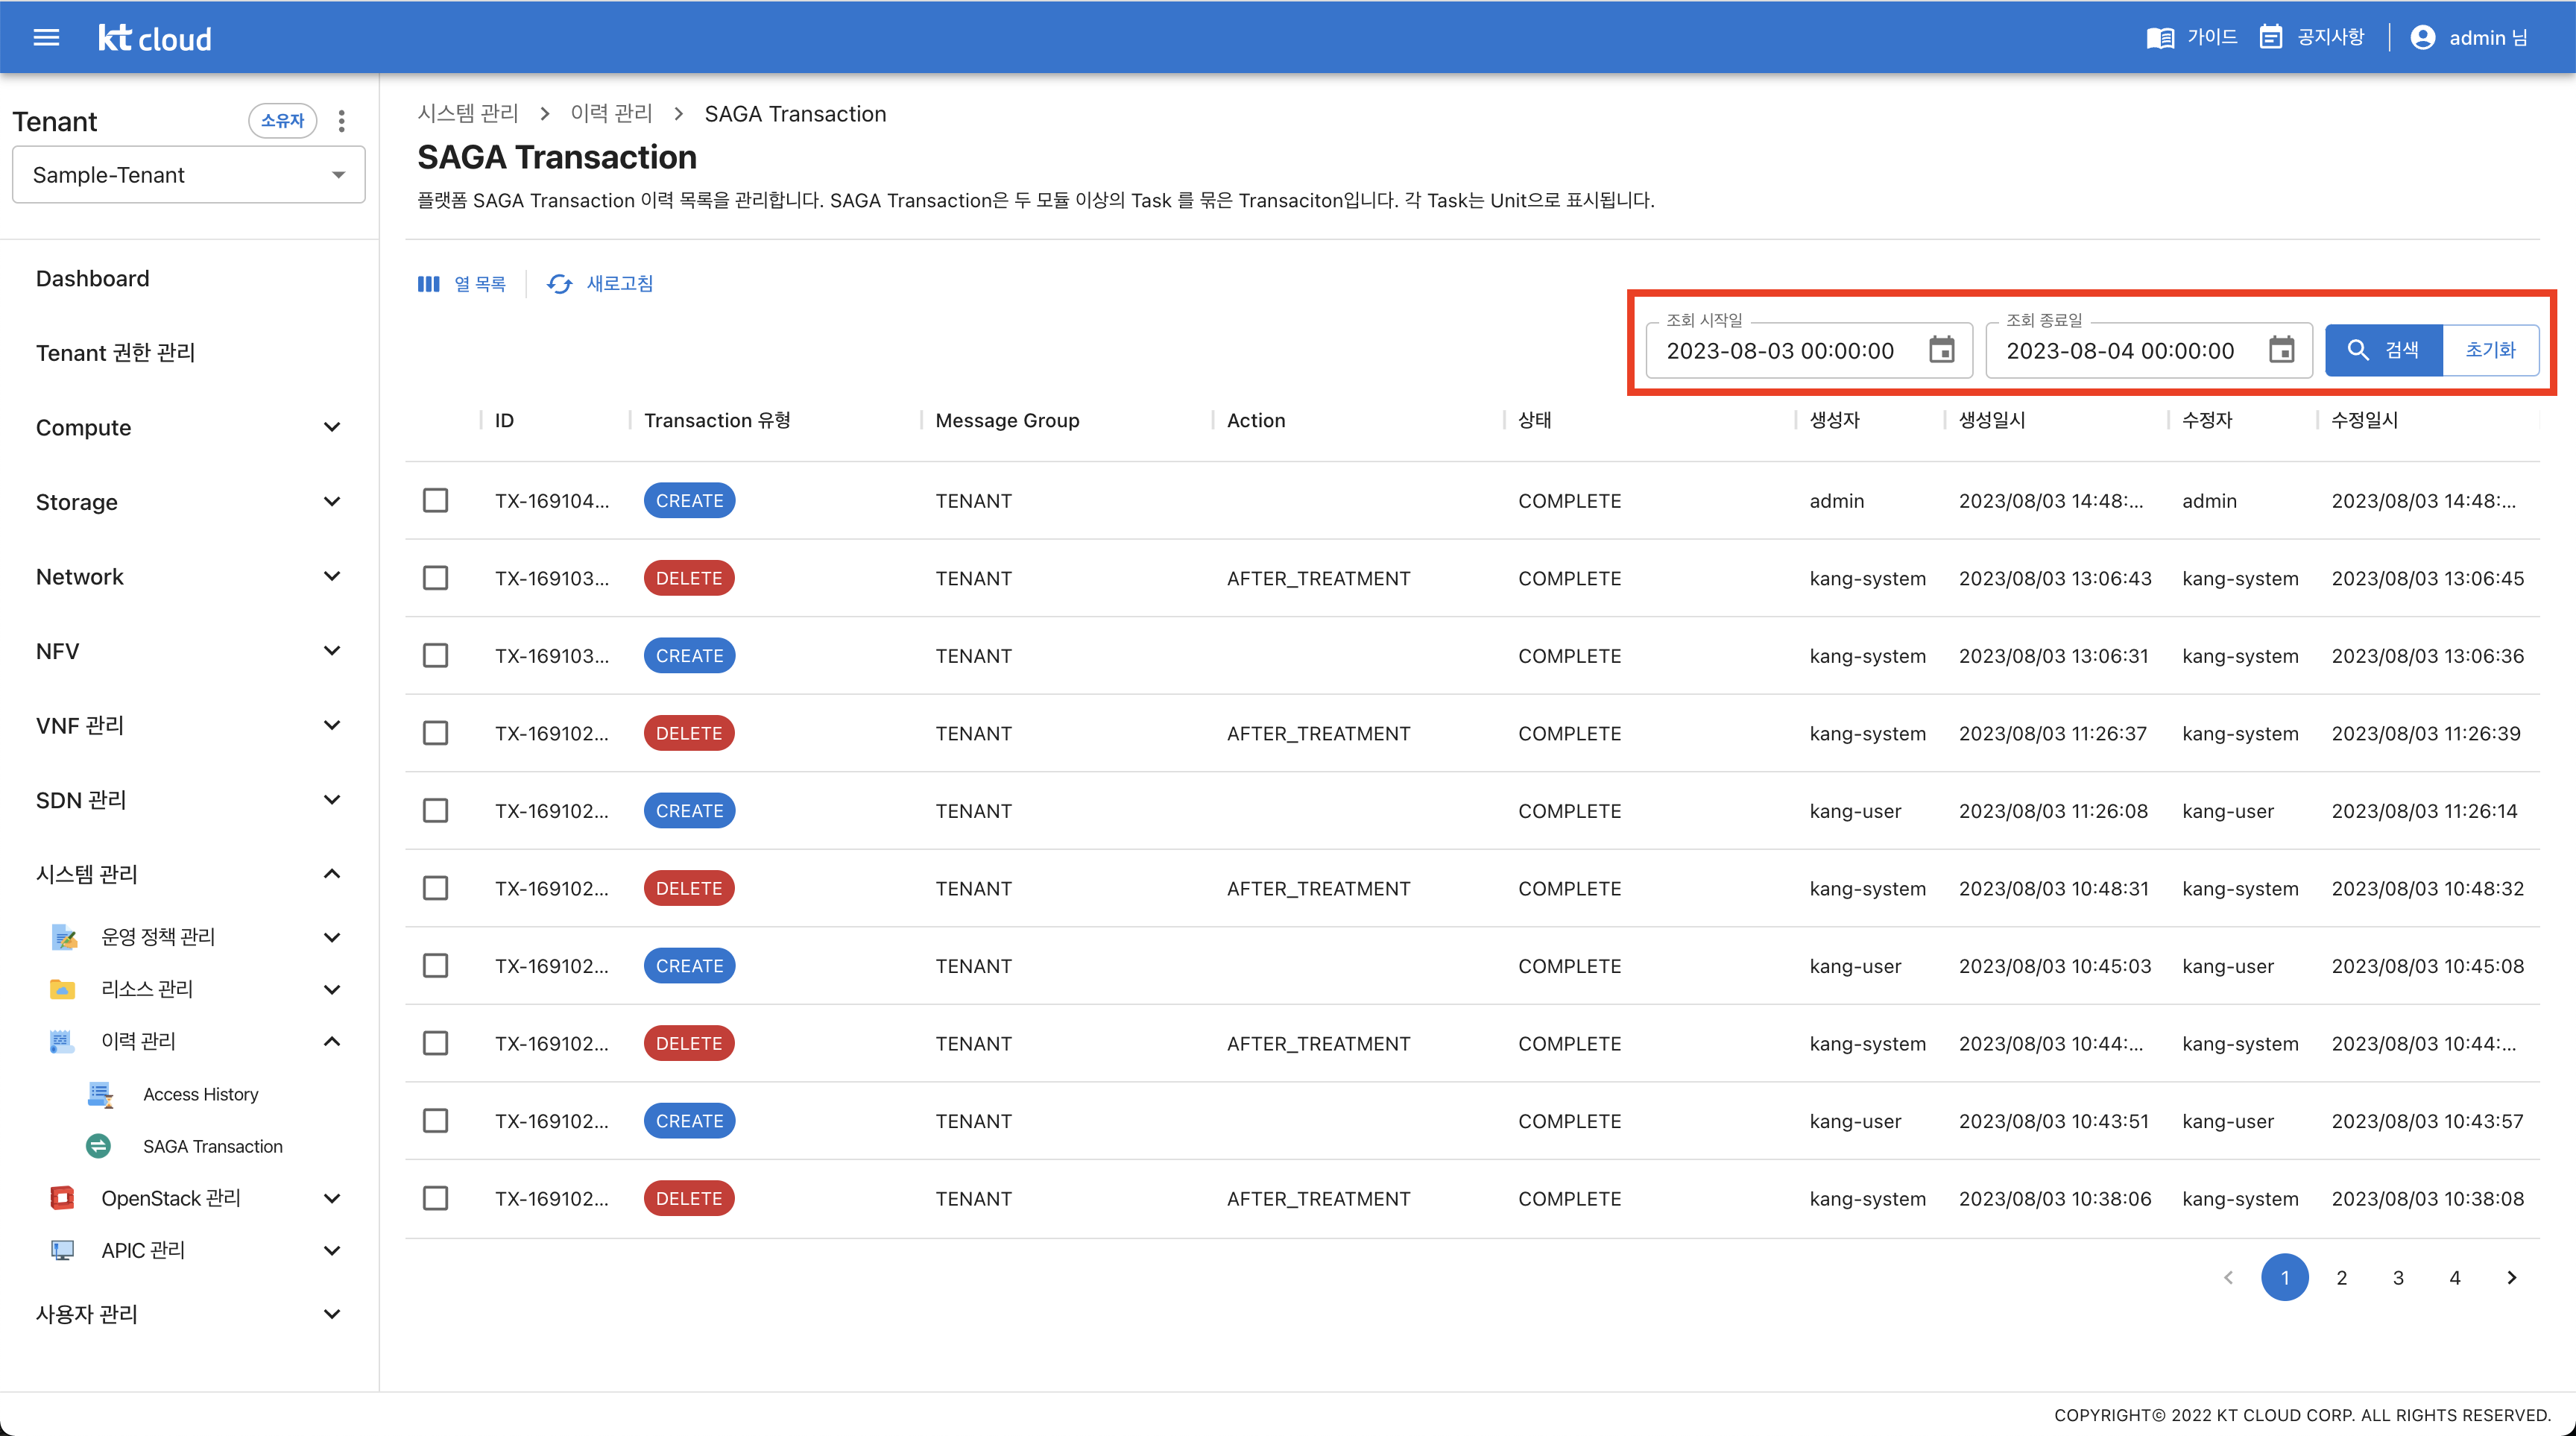 kt cloud
가이드
공지사항
admin 님
Tenant
소유자
Sample-Tenant
Dashboard
Tenant 권한 관리
Compute
Storage
Network
NFV
VNF 관리
SDN 관리
시스템 관리
운영 정책 관리
리소스 관리
이력 관리
Access History
SAGA Transaction
OpenStack 관리
APIC 관리
사용자 관리
시스템 관리 > 이력 관리 > SAGA Transaction
SAGA Transaction
플랫폼 SAGA Transaction 이력 목록을 관리합니다. SAGA Transaction은 두 모듈 이상의 Task 를 묶은 Transaciton입니다. 각 Task는 Unit으로 표시됩니다.
열 목록
새로고침
조회 시작일
2023-08-03 00:00:00
조회 종료일
2023-08-04 00:00:00
검색
초기화
ID Transaction 유형 Message Group Action 상태 생성자 생성일시 수정자 수정일시
TX-169104... CREATE TENANT COMPLETE admin 2023/08/03 14:48:... admin 2023/08/03 14:48:...
TX-169103... DELETE TENANT AFTER_TREATMENT COMPLETE kang-system 2023/08/03 13:06:43 kang-system 2023/08/03 13:06:45
TX-169103... CREATE TENANT COMPLETE kang-system 2023/08/03 13:06:31 kang-system 2023/08/03 13:06:36
TX-169102... DELETE TENANT AFTER_TREATMENT COMPLETE kang-system 2023/08/03 11:26:37 kang-system 2023/08/03 11:26:39
TX-169102... CREATE TENANT COMPLETE kang-user 2023/08/03 11:26:08 kang-user 2023/08/03 11:26:14
TX-169102... DELETE TENANT AFTER_TREATMENT COMPLETE kang-system 2023/08/03 10:48:31 kang-system 2023/08/03 10:48:32
TX-169102... CREATE TENANT COMPLETE kang-user 2023/08/03 10:45:03 kang-user 2023/08/03 10:45:08
TX-169102... DELETE TENANT AFTER_TREATMENT COMPLETE kang-system 2023/08/03 10:44:... kang-system 2023/08/03 10:44:...
TX-169102... CREATE TENANT COMPLETE kang-user 2023/08/03 10:43:51 kang-user 2023/08/03 10:43:57
TX-169102... DELETE TENANT AFTER_TREATMENT COMPLETE kang-system 2023/08/03 10:38:06 kang-system 2023/08/03 10:38:08
1 2 3 4
COPYRIGHT© 2022 KT CLOUD CORP. ALL RIGHTS RESERVED.